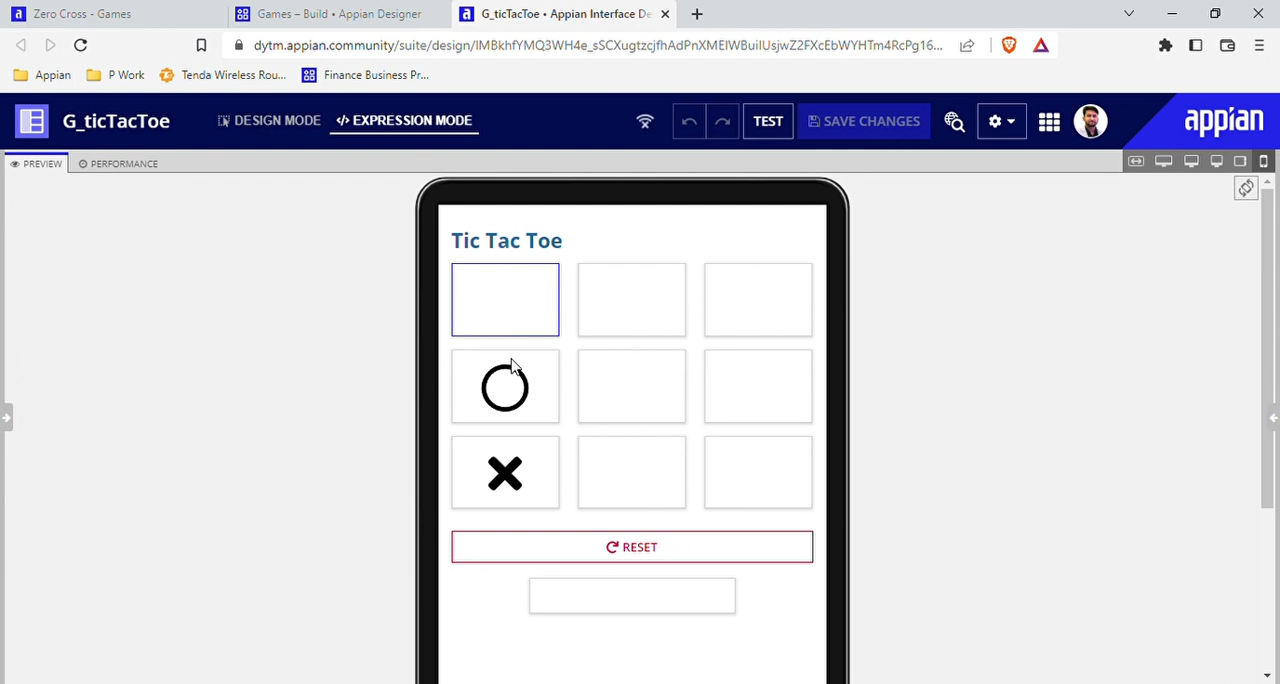 Zero Cross - Games
Games – Build • Appian Designer
G_ticTacToe • Appian Interface De
dytm.appian.community/suite/design/IMBkhfYMQ3WH4e_sSCXugtzcjfhAdPnXMEIWBuilUsjwZ2FXcEbWYHTm4RcPg16...
Appian
P Work
Tenda Wireless Rou...
Finance Business Pr...
G_ticTacToe
DESIGN MODE
EXPRESSION MODE
TEST
SAVE CHANGES
appian
PREVIEW
PERFORMANCE
Tic Tac Toe
RESET